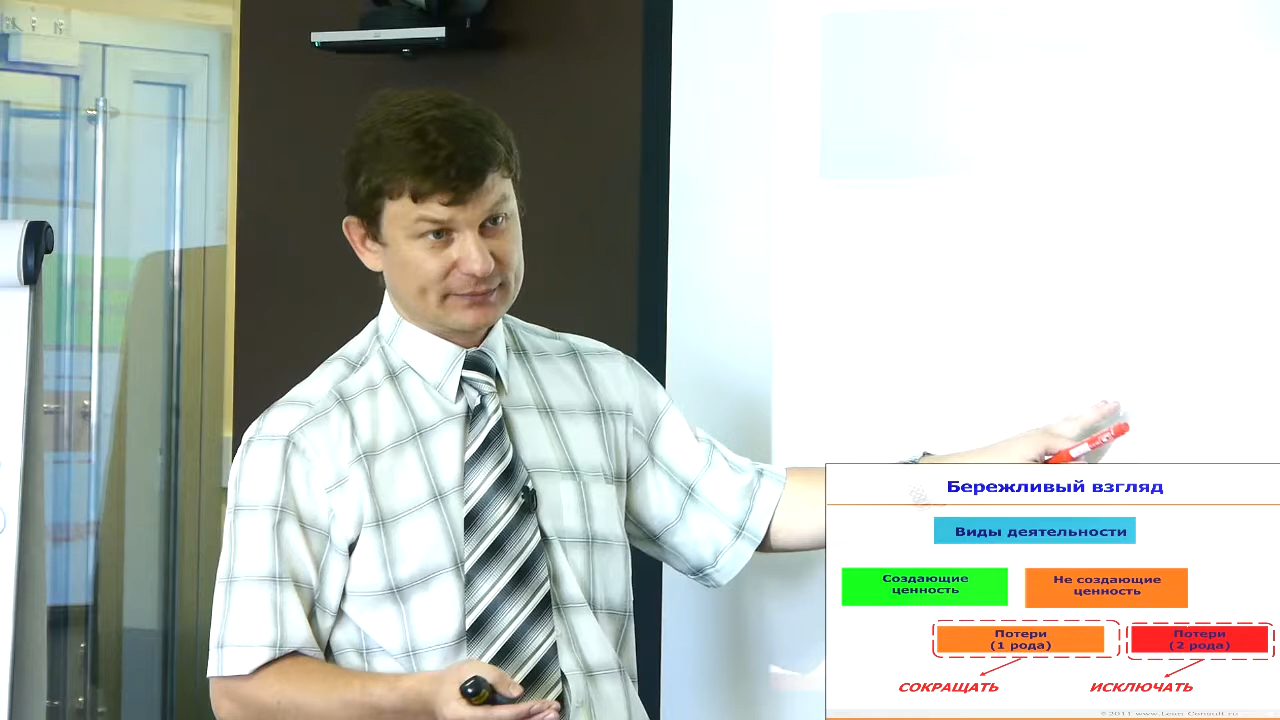 Бережливый взгляд
Виды деятельности
Создающие
ценность
Не создающие
ценность
Потери
(1 рода)
Потери
(2 рода)
СОКРАЩАТЬ
ИСКЛЮЧАТЬ
© 2011 www.Lean-Consult.ru